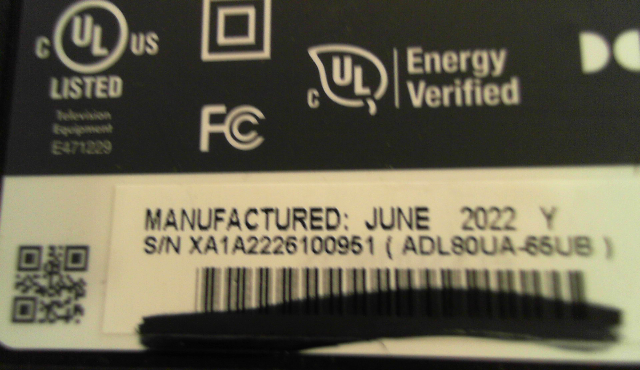 C UL US
LISTED
Television
Equipment
E471229
FC
C UL
Energy
Verified
MANUFACTURED: JUNE 2022 Y
S/N XA1A2226100951 ( ADL80UA-65UB )